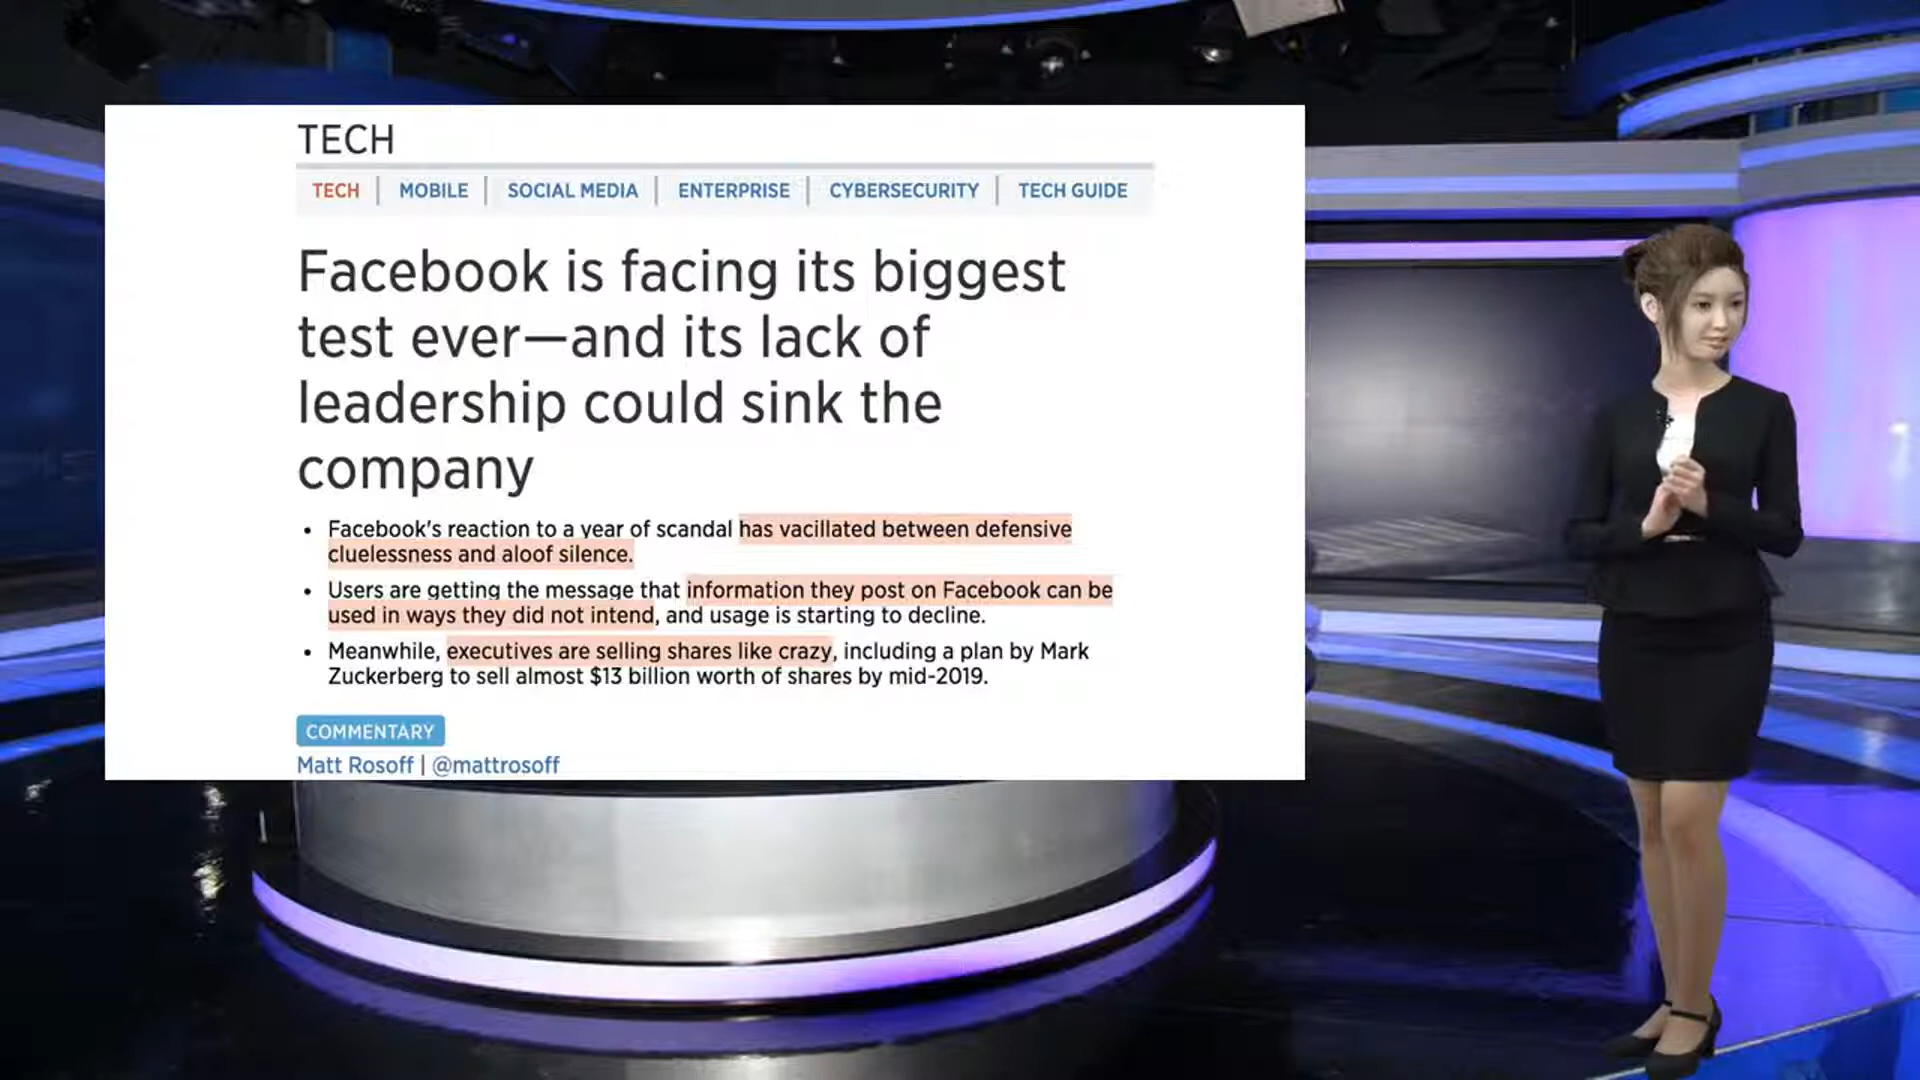 TECH
TECH | MOBILE | SOCIAL MEDIA | ENTERPRISE | CYBERSECURITY | TECH GUIDE
Facebook is facing its biggest
test ever—and its lack of
leadership could sink the
company
• Facebook's reaction to a year of scandal has vacillated between defensive
cluelessness and aloof silence.
• Users are getting the message that information they post on Facebook can be
used in ways they did not intend, and usage is starting to decline.
• Meanwhile, executives are selling shares like crazy, including a plan by Mark
Zuckerberg to sell almost $13 billion worth of shares by mid-2019.
COMMENTARY
Matt Rosoff | @mattrosoff